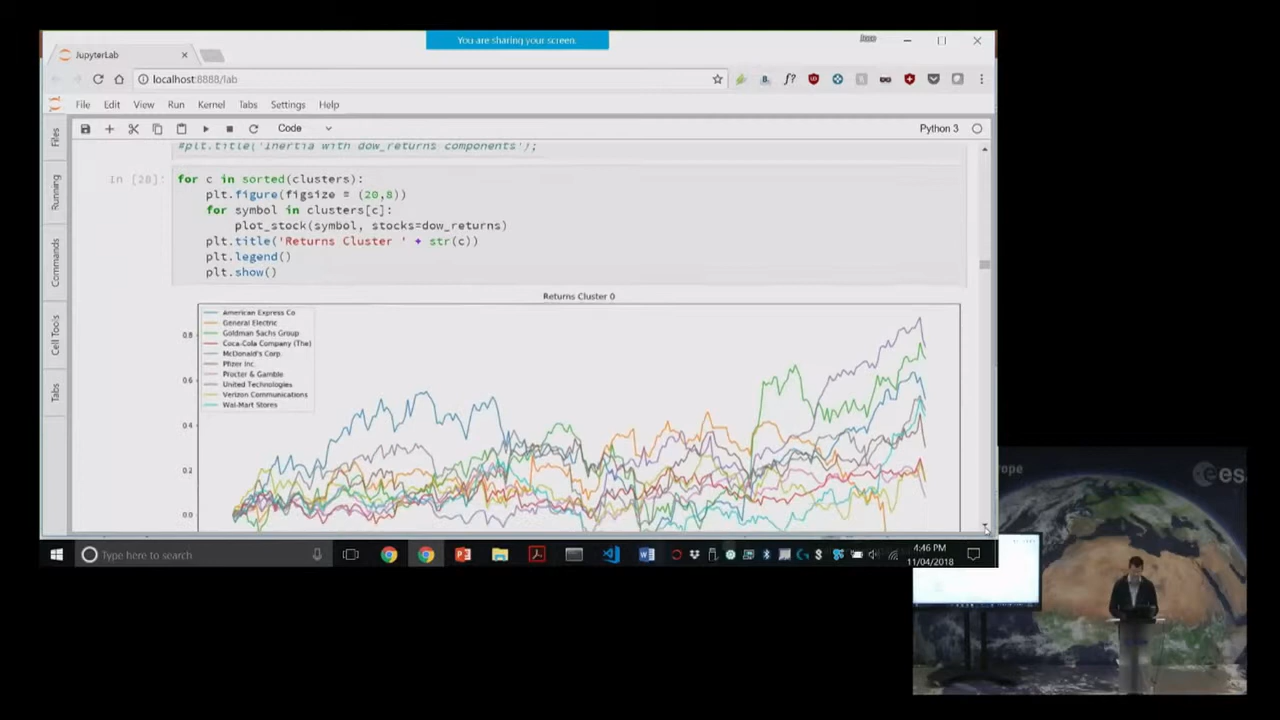 You are sharing your screen.
JupyterLab
localhost:8888/lab
File Edit View Run Kernel Tabs Settings Help
Code
Python 3
Files
Running
Commands
Cell Tools
Tabs
#plt.title('Inertia with dow_returns components');
In [28]:
for c in sorted(clusters):
plt.figure(figsize = (20,8))
for symbol in clusters[c]:
plot_stock(symbol, stocks=dow_returns)
plt.title('Returns Cluster ' + str(c))
plt.legend()
plt.show()
Returns Cluster 0
American Express Co
General Electric
Goldman Sachs Group
Coca-Cola Company (The)
McDonald's Corp.
Pfizer Inc.
Procter & Gamble
United Technologies
Verizon Communications
Wal-Mart Stores
0.8
0.6
0.4
0.2
0.0
Type here to search
4:46 PM
11/04/2018
rope
es